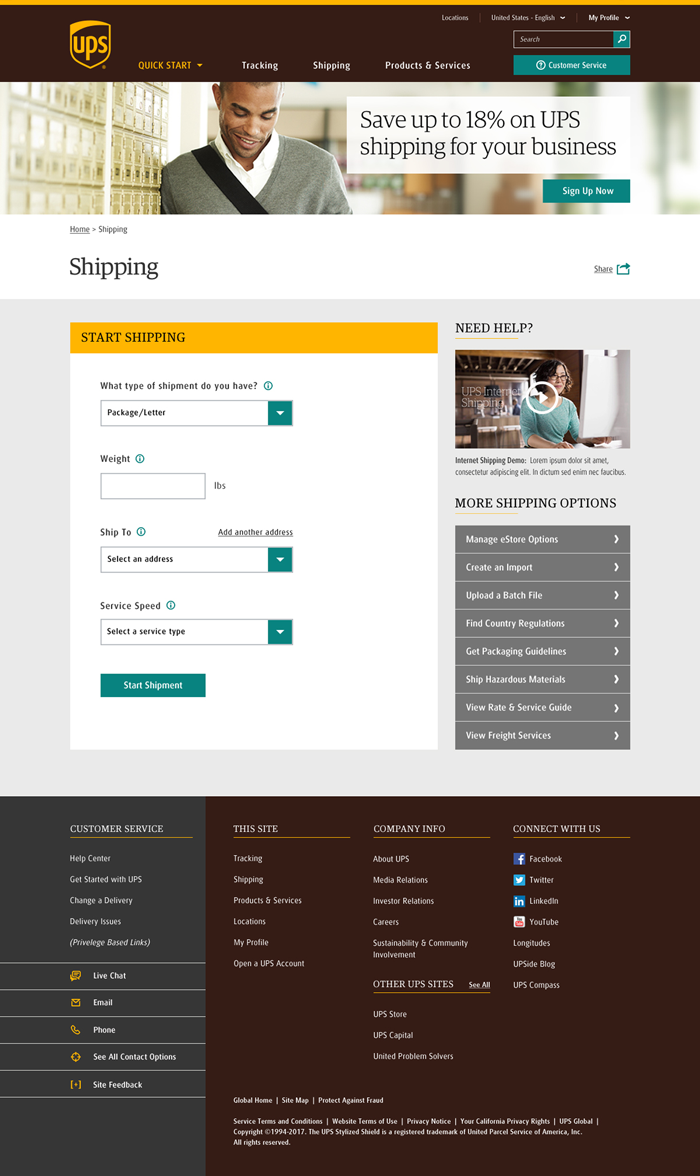 Locations
United States - English
My Profile
ups
Search
QUICK START
Tracking
Shipping
Products & Services
Customer Service
Save up to 18% on UPS
shipping for your business
Sign Up Now
Home > Shipping
Shipping
Share
START SHIPPING
What type of shipment do you have?
Package/Letter
Weight
lbs
Ship To
Add another address
Select an address
Service Speed
Select a service type
Start Shipment
NEED HELP?
UPS Internet
Shipping
Internet Shipping Demo: Lorem ipsum dolor sit amet,
consectetur adipiscing elit. In dictum sed enim nec faucibus.
MORE SHIPPING OPTIONS
Manage eStore Options
Create an Import
Upload a Batch File
Find Country Regulations
Get Packaging Guidelines
Ship Hazardous Materials
View Rate & Service Guide
View Freight Services
CUSTOMER SERVICE
Help Center
Get Started with UPS
Change a Delivery
Delivery Issues
(Privelege Based Links)
Live Chat
Email
Phone
See All Contact Options
Site Feedback
THIS SITE
Tracking
Shipping
Products & Services
Locations
My Profile
Open a UPS Account
COMPANY INFO
About UPS
Media Relations
Investor Relations
Careers
Sustainability & Community
Involvement
OTHER UPS SITES See All
UPS Store
UPS Capital
United Problem Solvers
CONNECT WITH US
Facebook
Twitter
LinkedIn
YouTube
Longitudes
UPSide Blog
UPS Compass
Global Home | Site Map | Protect Against Fraud
Service Terms and Conditions | Website Terms of Use | Privacy Notice | Your California Privacy Rights | UPS Global |
Copyright ©1994-2017. The UPS Stylized Shield is a registered trademark of United Parcel Service of America, Inc.
All rights reserved.